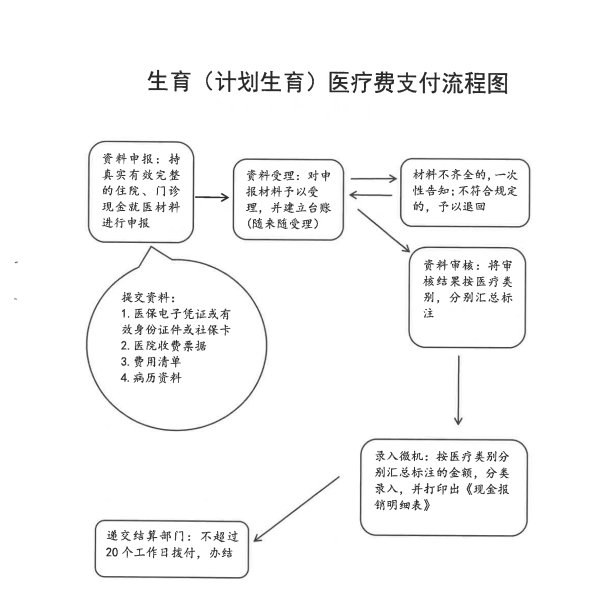 生育（计划生育）医疗费支付流程图
资料申报：持
真实有效完整
的住院、门诊
现金就医材料
进行申报
资料受理：对申
报材料予以受
理，并建立台账
(随来随受理)
材料不齐全的,一次
性告知;不符合规定
的，予以退回
资料审核：将审
核结果按医疗类
别，分别汇总标
注
提交资料：
1.医保电子凭证或有
效身份证件或社保卡
2.医院收费票据
3.费用清单
4.病历资料
录入微机：按医疗类别分
别汇总标注的金额，分类
录入，并打印出《现金报
销明细表》
递交结算部门：不超过
20个工作日拨付，办结